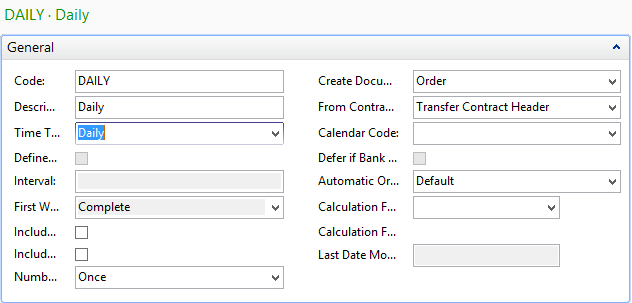 DAILY · Daily
General
Code: DAILY
Descri... Daily
Time T... Daily
Define...
Interval:
First W... Complete
Includ...
Includ...
Numb... Once
Create Docu... Order
From Contra... Transfer Contract Header
Calendar Code:
Defer if Bank ...
Automatic Or... Default
Calculation F...
Calculation F...
Last Date Mo...